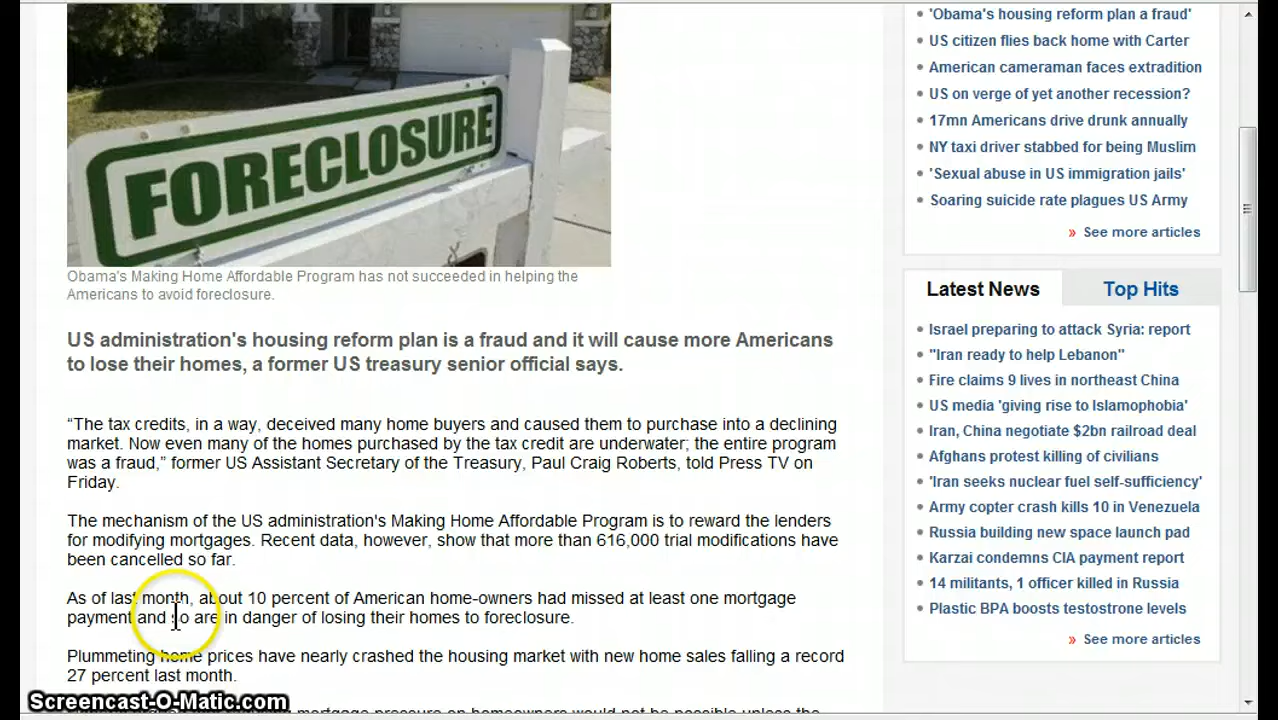 FORECLOSURE
Obama's Making Home Affordable Program has not succeeded in helping the
Americans to avoid foreclosure.
US administration's housing reform plan is a fraud and it will cause more Americans
to lose their homes, a former US treasury senior official says.
“The tax credits, in a way, deceived many home buyers and caused them to purchase into a declining
market. Now even many of the homes purchased by the tax credit are underwater; the entire program
was a fraud,” former US Assistant Secretary of the Treasury, Paul Craig Roberts, told Press TV on
Friday.
The mechanism of the US administration's Making Home Affordable Program is to reward the lenders
for modifying mortgages. Recent data, however, show that more than 616,000 trial modifications have
been cancelled so far.
As of last month, about 10 percent of American home-owners had missed at least one mortgage
payment and so are in danger of losing their homes to foreclosure.
Plummeting home prices have nearly crashed the housing market with new home sales falling a record
27 percent last month.
mortgage pressure on homeowners would not be possible unless the
Screencast-O-Matic.com
'Obama's housing reform plan a fraud'
US citizen flies back home with Carter
American cameraman faces extradition
US on verge of yet another recession?
17mn Americans drive drunk annually
NY taxi driver stabbed for being Muslim
'Sexual abuse in US immigration jails'
Soaring suicide rate plagues US Army
» See more articles
Latest News
Top Hits
Israel preparing to attack Syria: report
"Iran ready to help Lebanon"
Fire claims 9 lives in northeast China
US media 'giving rise to Islamophobia'
Iran, China negotiate $2bn railroad deal
Afghans protest killing of civilians
'Iran seeks nuclear fuel self-sufficiency'
Army copter crash kills 10 in Venezuela
Russia building new space launch pad
Karzai condemns CIA payment report
14 militants, 1 officer killed in Russia
Plastic BPA boosts testosterone levels
» See more articles